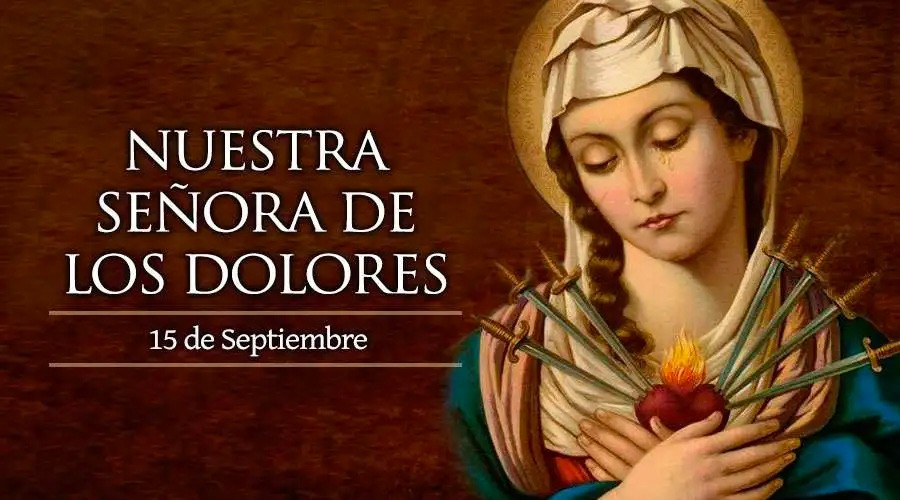 NUESTRA
SEÑORA DE
LOS DOLORES
15 de Septiembre